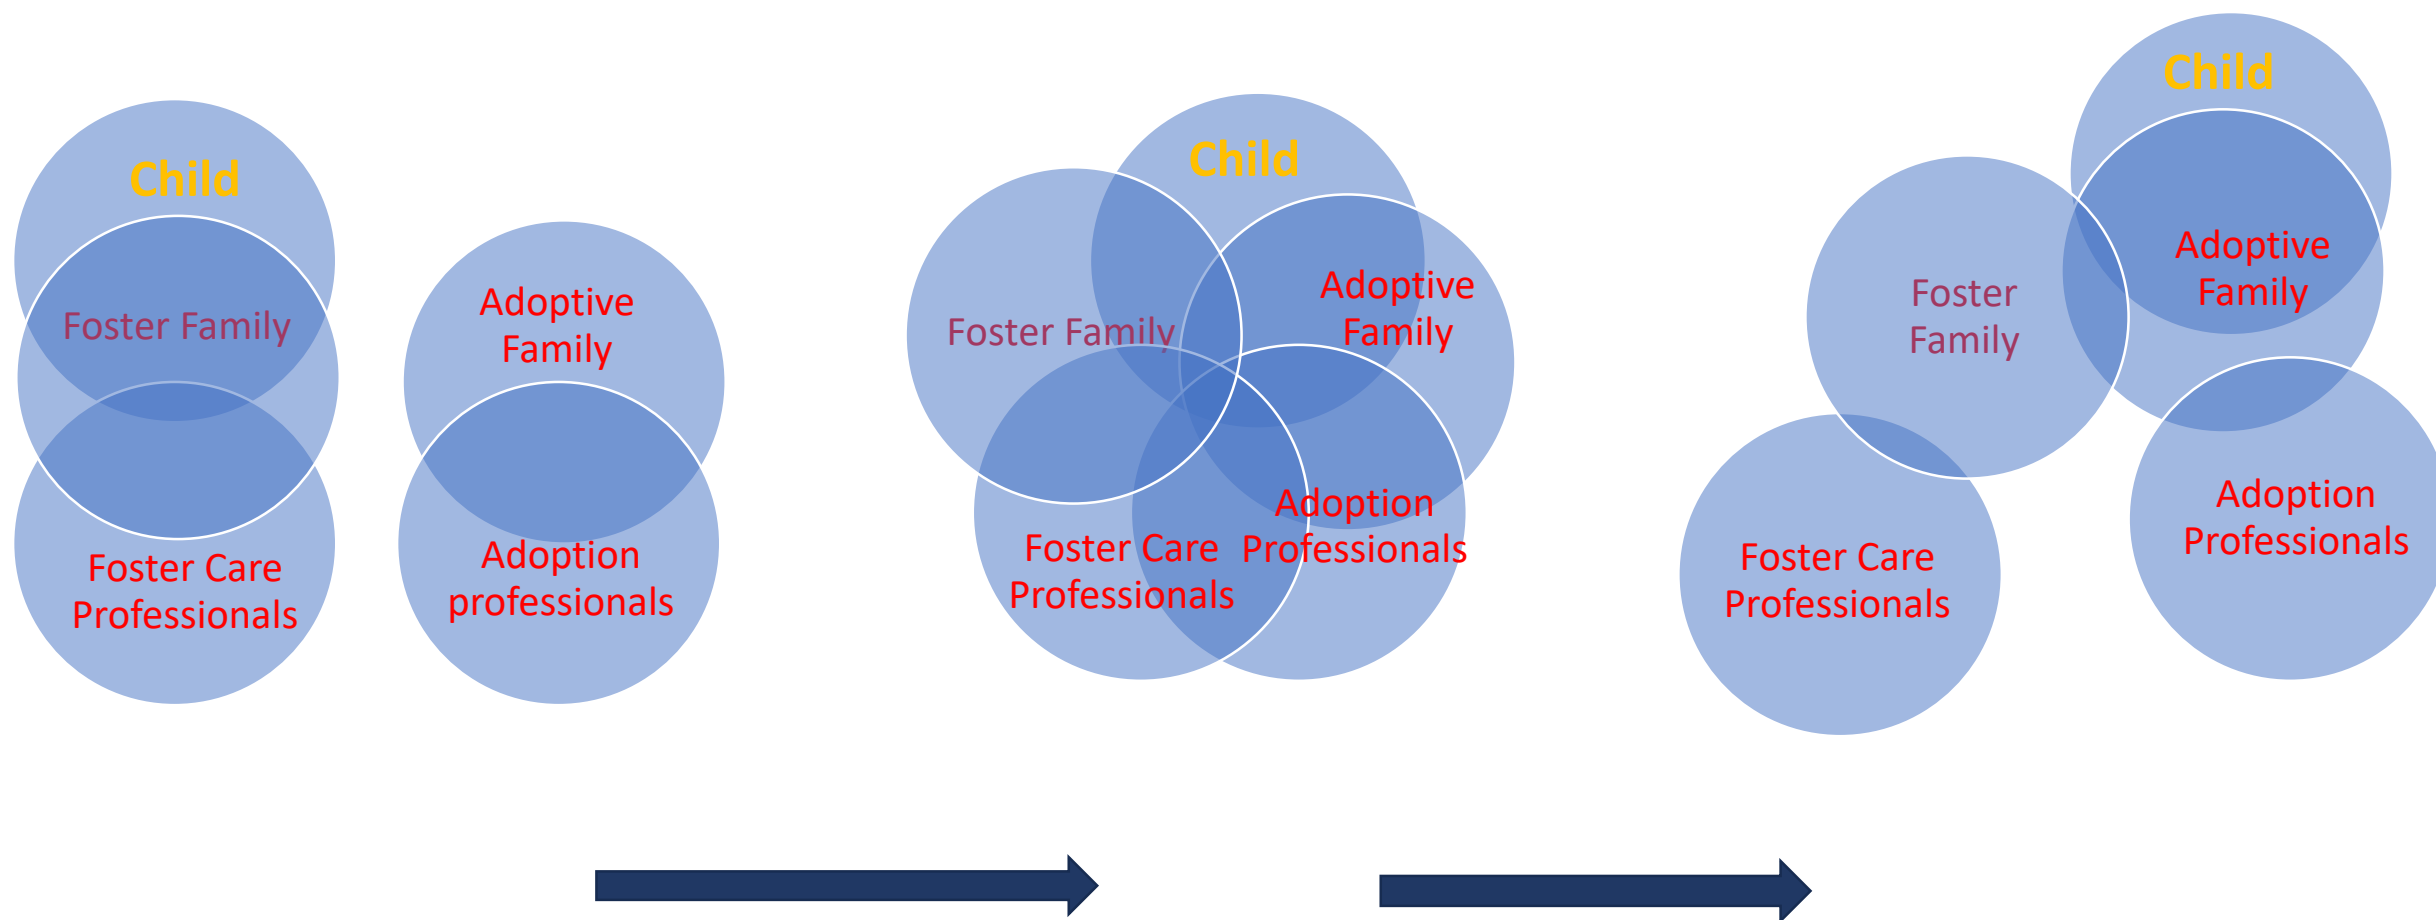 Child
Foster Family
Foster Care
Professionals
Adoptive
Family
Adoption
professionals
Child
Foster Family
Adoptive
Family
Foster Care
Professionals
Adoption
Professionals
Child
Adoptive
Family
Foster
Family
Foster Care
Professionals
Adoption
Professionals